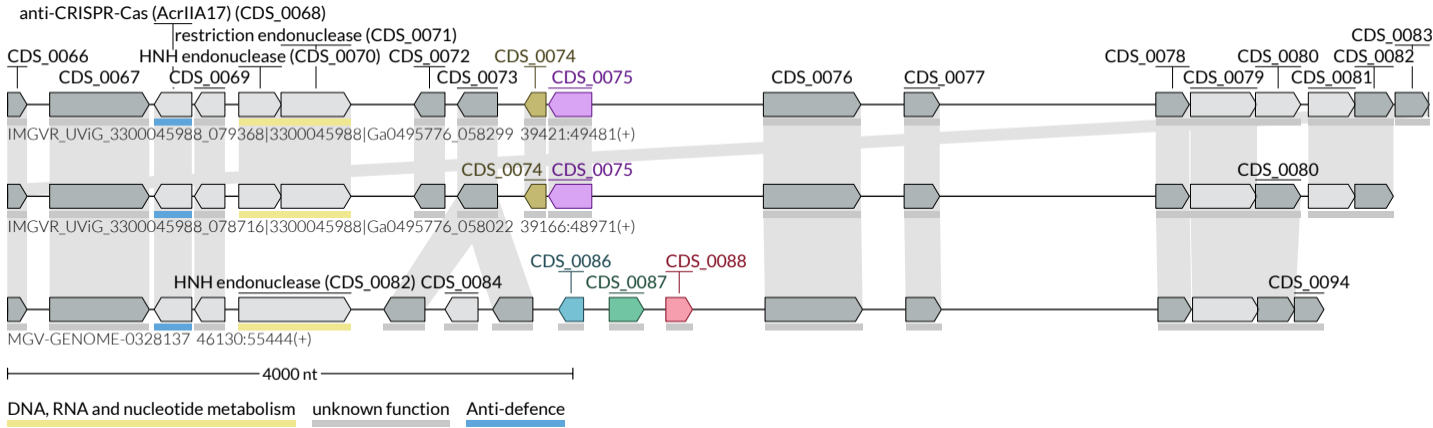 anti-CRISPR-Cas (AcrIIA17) (CDS_0068)
restriction endonuclease (CDS_0071)
CDS_0083
CDS_0066 HNH endonuclease (CDS_0070) CDS_0072 CDS_0074 CDS_0078 CDS_0080 CDS_0082
CDS_0067 CDS_0069 CDS_0073 CDS_0075 CDS_0076 CDS_0077 CDS_0079 CDS_0081
IMGVR_UViG_3300045988_079368|3300045988|Ga0495776_058299 39421:49481(+)
CDS_0074 CDS_0075 CDS_0080
IMGVR_UViG_3300045988_078716|3300045988|Ga0495776_058022 39166:48971(+)
CDS_0086 CDS_0088
HNH endonuclease (CDS_0082) CDS_0084 CDS_0087 CDS_0094
MGV-GENOME-0328137 46130:55444(+)
4000 nt
DNA, RNA and nucleotide metabolism unknown function Anti-defence